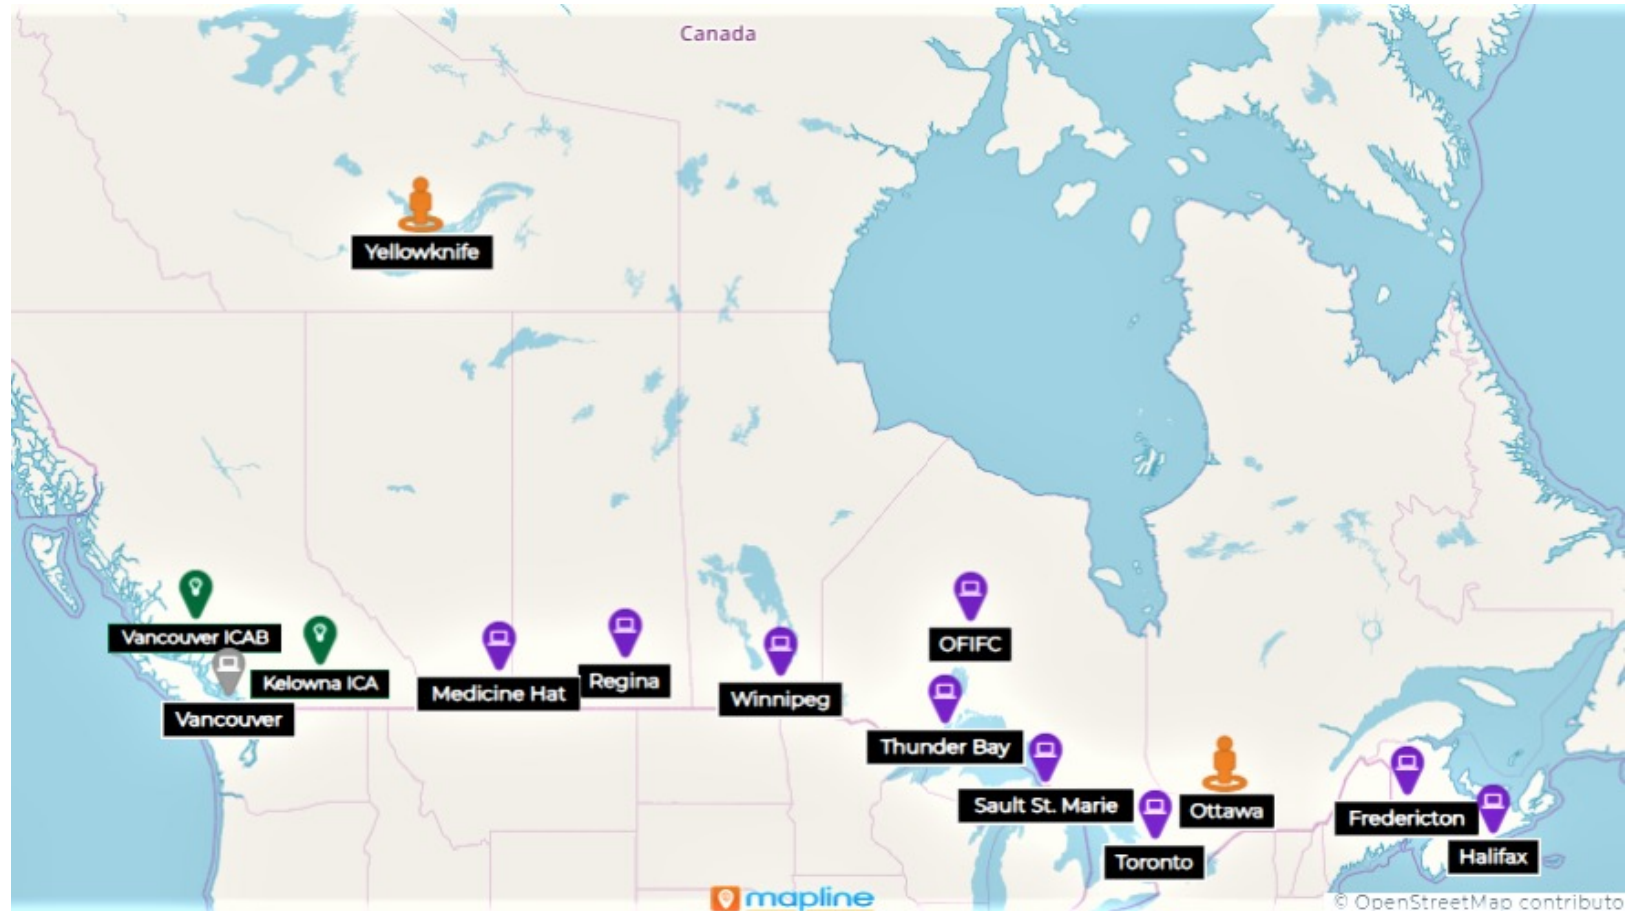 Canada
Yellowknife
Vancouver ICAB
Kelowna ICA
Vancouver
Medicine Hat
Regina
Winnipeg
OFIFC
Thunder Bay
Sault St. Marie
Toronto
Ottawa
Fredericton
Halifax
mapline
© OpenStreetMap contributo